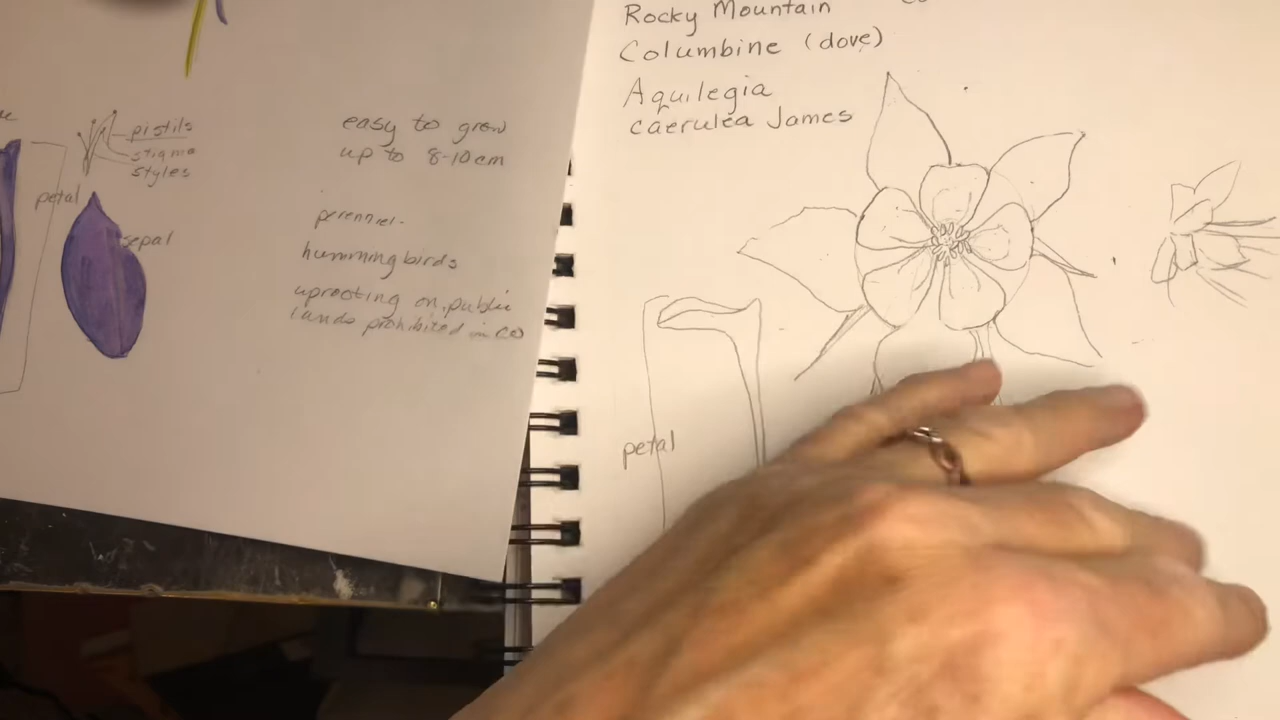 pistils
stigma
styles
petal
sepal
easy to grow
up to 8-10cm
perennel-
hummingbirds
uprooting on public
lands prohibited in CO
Rocky Mountain
Columbine (dove)
Aquilegia
caerulea James
petal